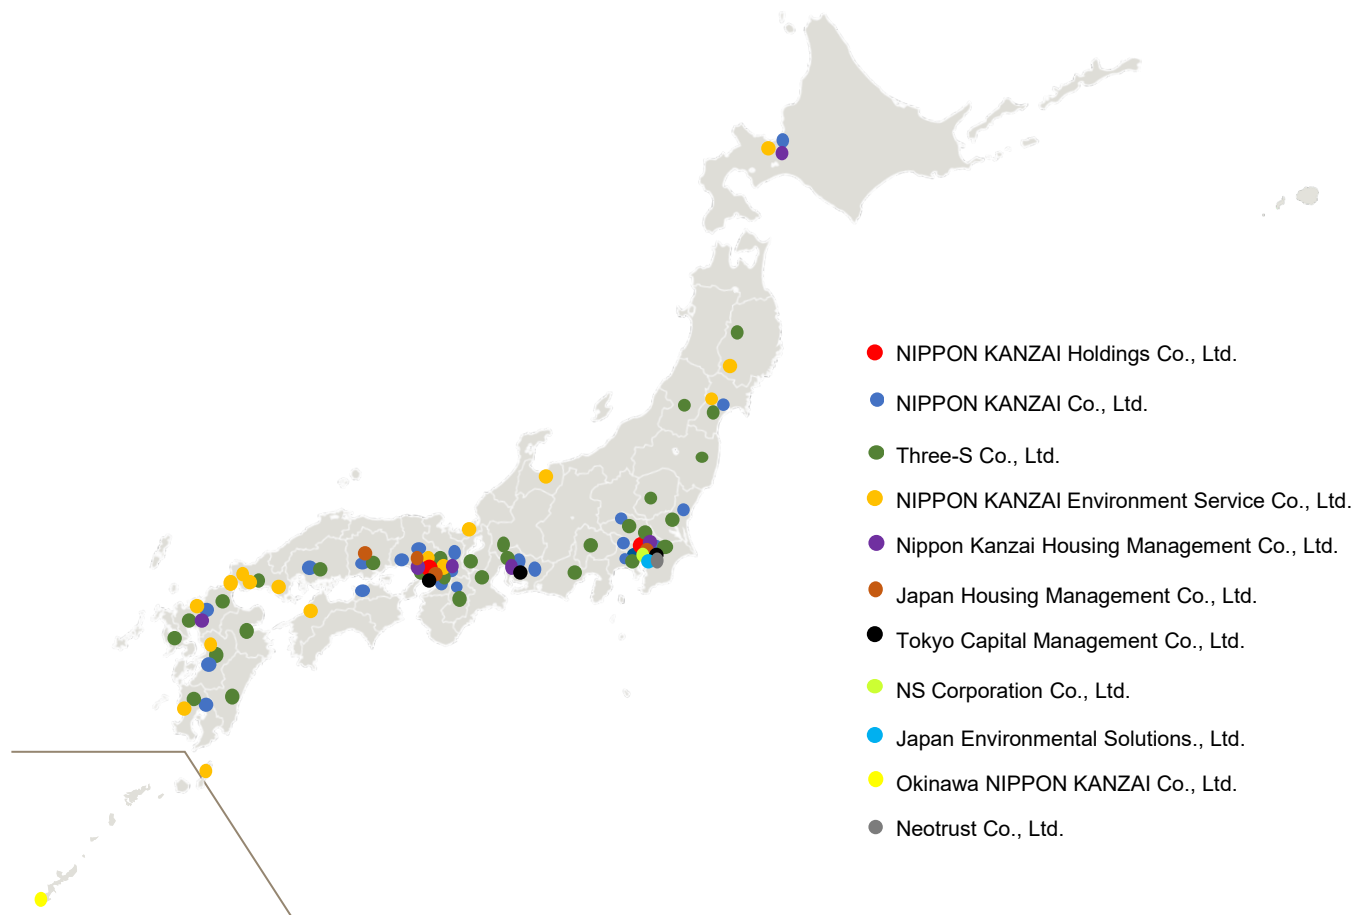 NIPPON KANZAI Holdings Co., Ltd.
NIPPON KANZAI Co., Ltd.
Three-S Co., Ltd.
NIPPON KANZAI Environment Service Co., Ltd.
Nippon Kanzai Housing Management Co., Ltd.
Japan Housing Management Co., Ltd.
Tokyo Capital Management Co., Ltd.
NS Corporation Co., Ltd.
Japan Environmental Solutions., Ltd.
Okinawa NIPPON KANZAI Co., Ltd.
Neotrust Co., Ltd.